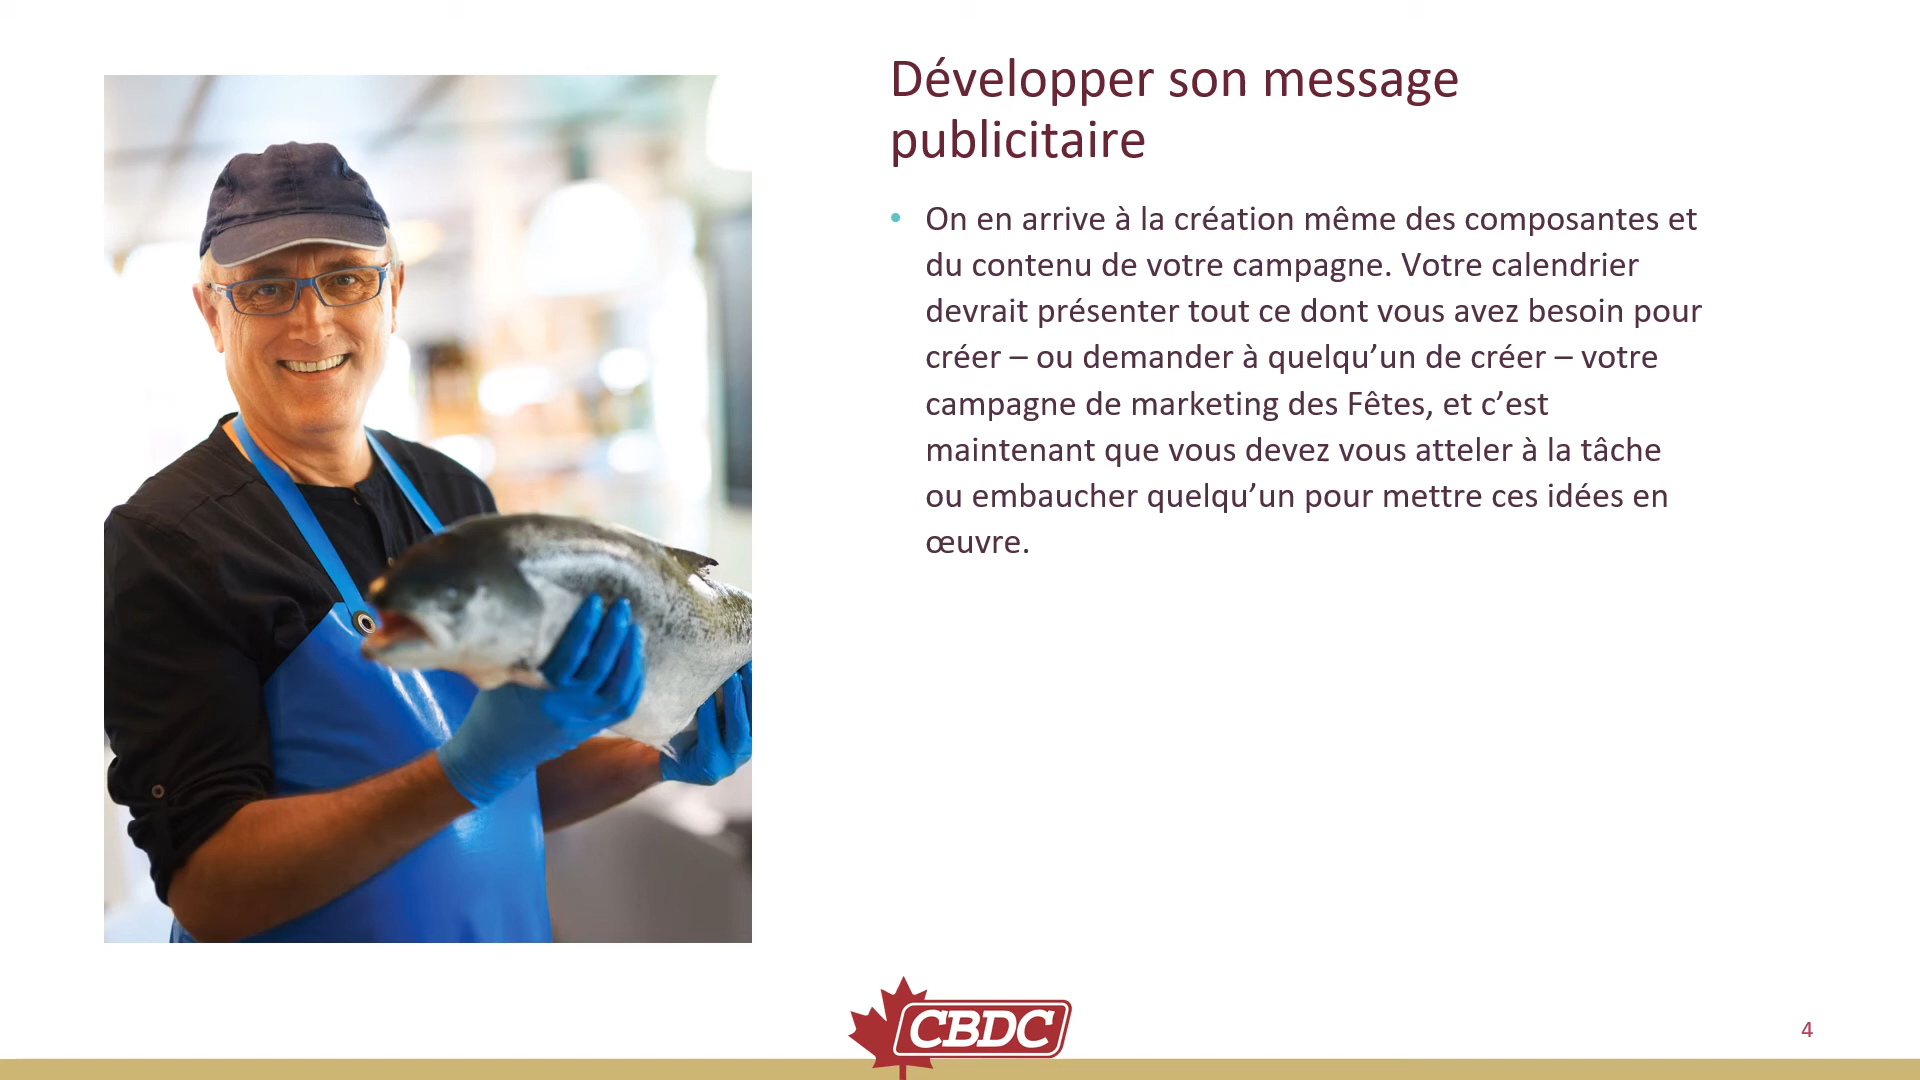 Développer son message
publicitaire
• On en arrive à la création même des composantes et
du contenu de votre campagne. Votre calendrier
devrait présenter tout ce dont vous avez besoin pour
créer – ou demander à quelqu’un de créer – votre
campagne de marketing des Fêtes, et c’est
maintenant que vous devez vous atteler à la tâche
ou embaucher quelqu’un pour mettre ces idées en
œuvre.
CBDC
4